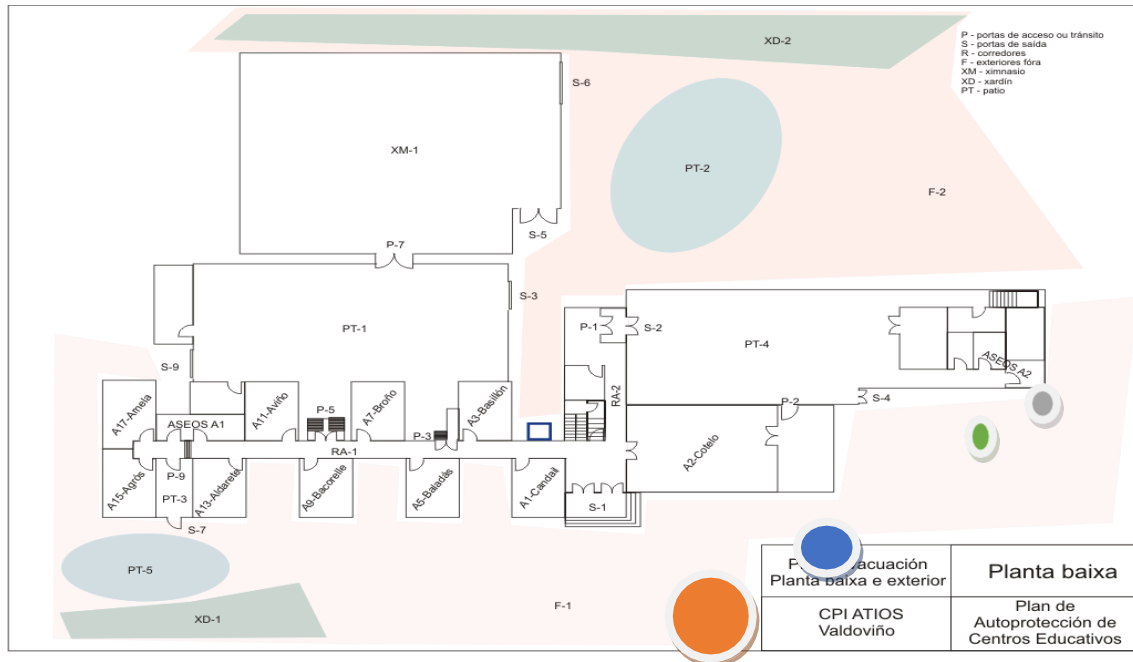 XD-2
P - portas de acceso ou tránsito
S - portas de saída
R - corredores
F - exteriores fóra
XM - ximnasio
XD - xardín
PT - patio
S-6
XM-1
PT-2
F-2
S-5
P-7
S-3
PT-1
P-1
S-2
PT-4
S-9
ASEOS A2
RA-2
P-2
S-4
A17-Amela
ASEOS A1
A11-Aviño
P-5
A7-Broño
P-3
A3-Basillón
RA-1
A2-Cotelo
A15-Agrós
P-9
PT-3
A13-Aldarete
A9-Bacorelle
A5-Baladás
A1-Candail
S-1
S-7
PT-5
XD-1
F-1
Planta baixa e exterior
Planta baixa
CPI ATIOS
Valdoviño
Plan de
Autoprotección de
Centros Educativos